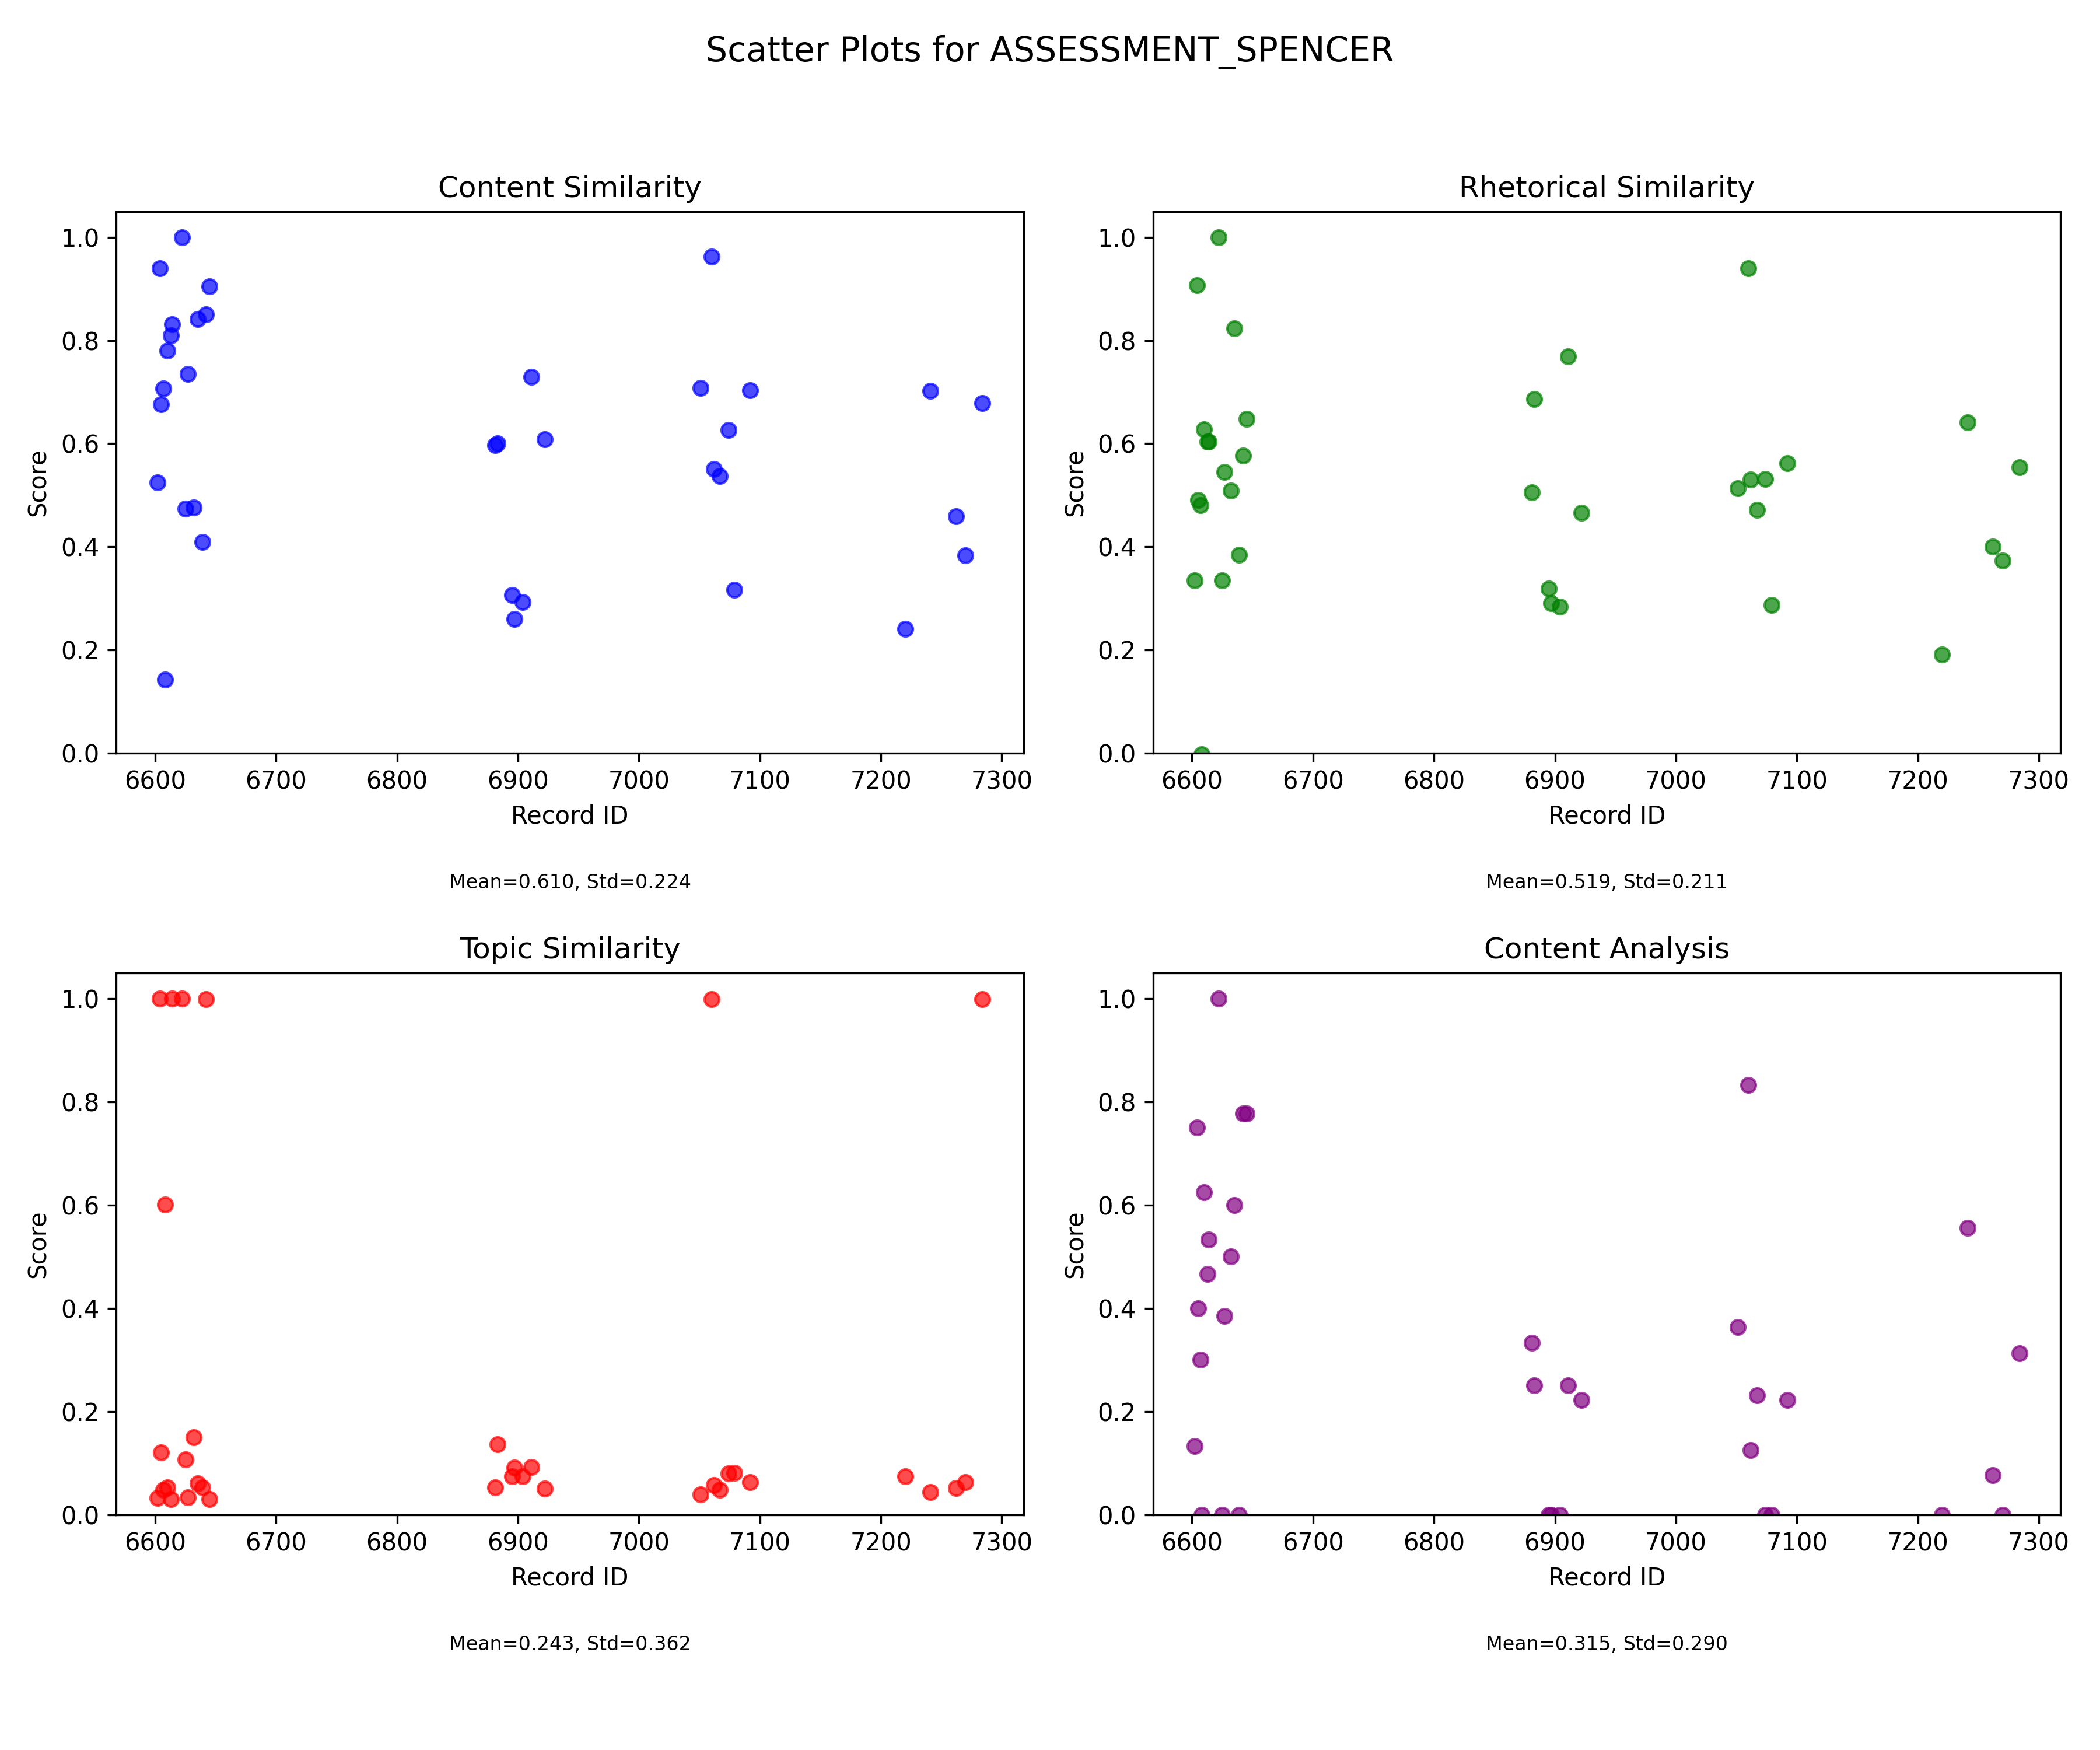 Scatter Plots for ASSESSMENT_SPENCER
Content Similarity
1.0
0.8
0.6
0.4
0.2
0.0
Score
6600 6700 6800 6900 7000 7100 7200 7300
Record ID
Mean=0.610, Std=0.224
Rhetorical Similarity
1.0
0.8
0.6
0.4
0.2
0.0
Score
6600 6700 6800 6900 7000 7100 7200 7300
Record ID
Mean=0.519, Std=0.211
Topic Similarity
1.0
0.8
0.6
0.4
0.2
0.0
Score
6600 6700 6800 6900 7000 7100 7200 7300
Record ID
Mean=0.243, Std=0.362
Content Analysis
1.0
0.8
0.6
0.4
0.2
0.0
Score
6600 6700 6800 6900 7000 7100 7200 7300
Record ID
Mean=0.315, Std=0.290